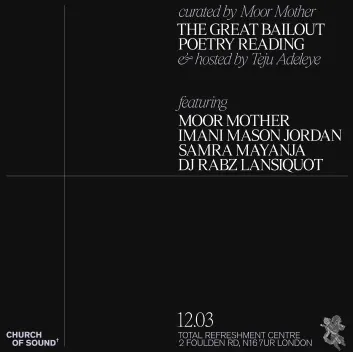 curated by Moor Mother
THE GREAT BAILOUT
POETRY READING
& hosted by Teju Adeleye
featuring
MOOR MOTHER
IMANI MASON JORDAN
SAMRA MAYANJA
DJ RABZ LANSIQUOT
12.03
TOTAL REFRESHMENT CENTRE
2 FOULDEN RD, N16 7UR LONDON
CHURCH
OF SOUND†